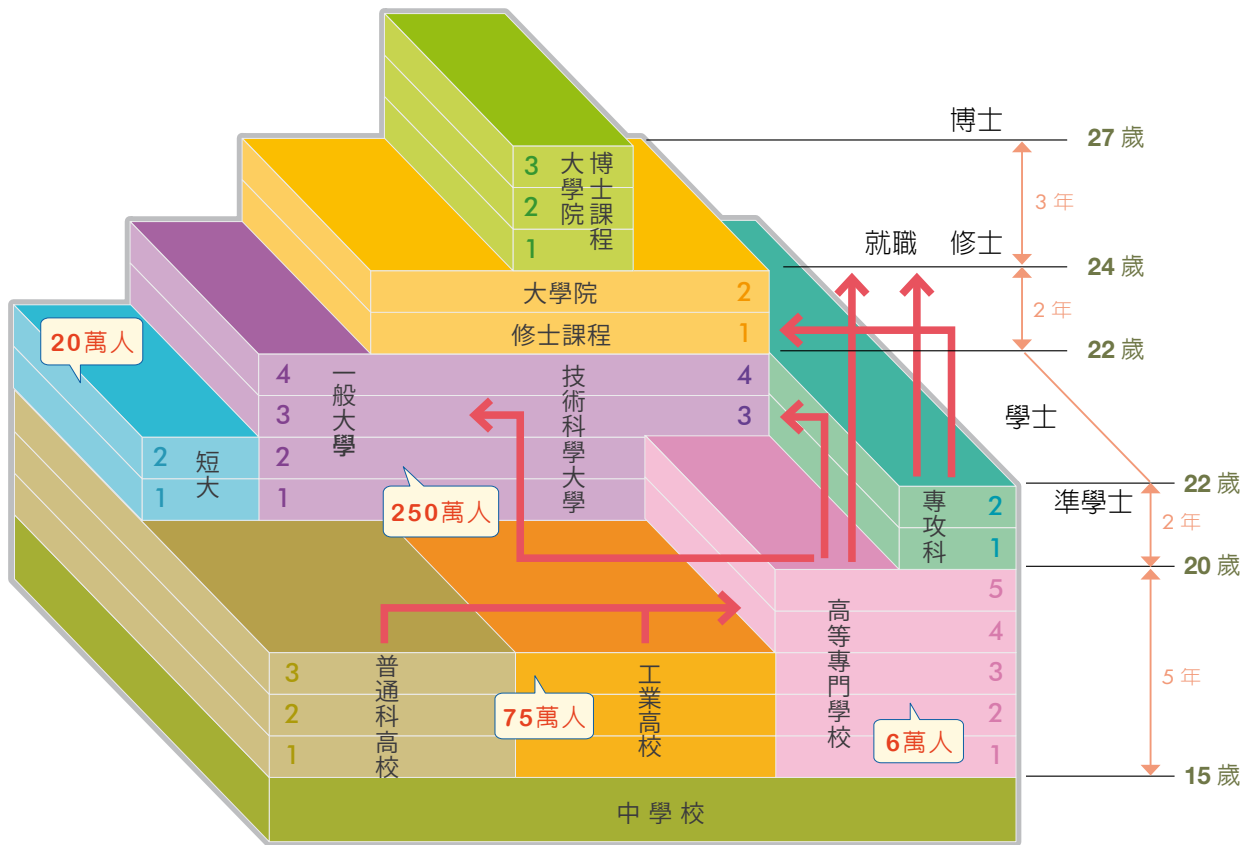 博士
27 歲
3 年
3
2
1
大學院
博士課程
就職
修士
24 歲
2 年
22 歲
大學院
修士課程
2
1
20萬人
4
3
2
1
一般大學
技術科學大學
4
3
學士
2
1
短大
250萬人
22 歲
準學士
2 年
20 歲
專攻科
2
1
3
2
1
普通科高校
75萬人
工業高校
高等專門學校
5
4
3
2
1
6萬人
5 年
15 歲
中學校